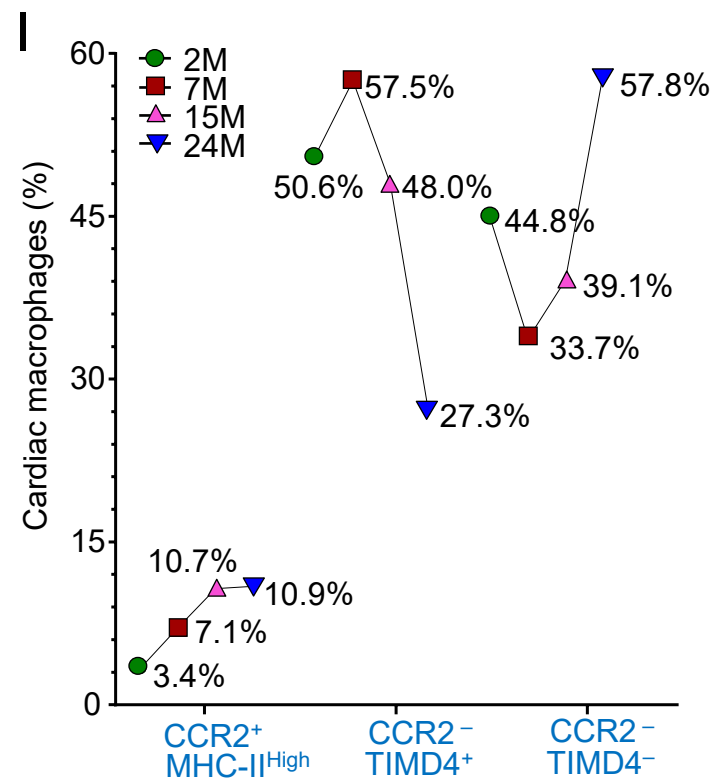 I
60
2M
7M
15M
24M
57.5%
57.8%
50.6%
48.0%
45
44.8%
39.1%
33.7%
30
27.3%
15
10.7%
10.9%
7.1%
3.4%
0
Cardiac macrophages (%)
CCR2⁺
MHC-IIᴴⁱᵍʰ
CCR2⁻
TIMD4⁺
CCR2⁻
TIMD4⁻